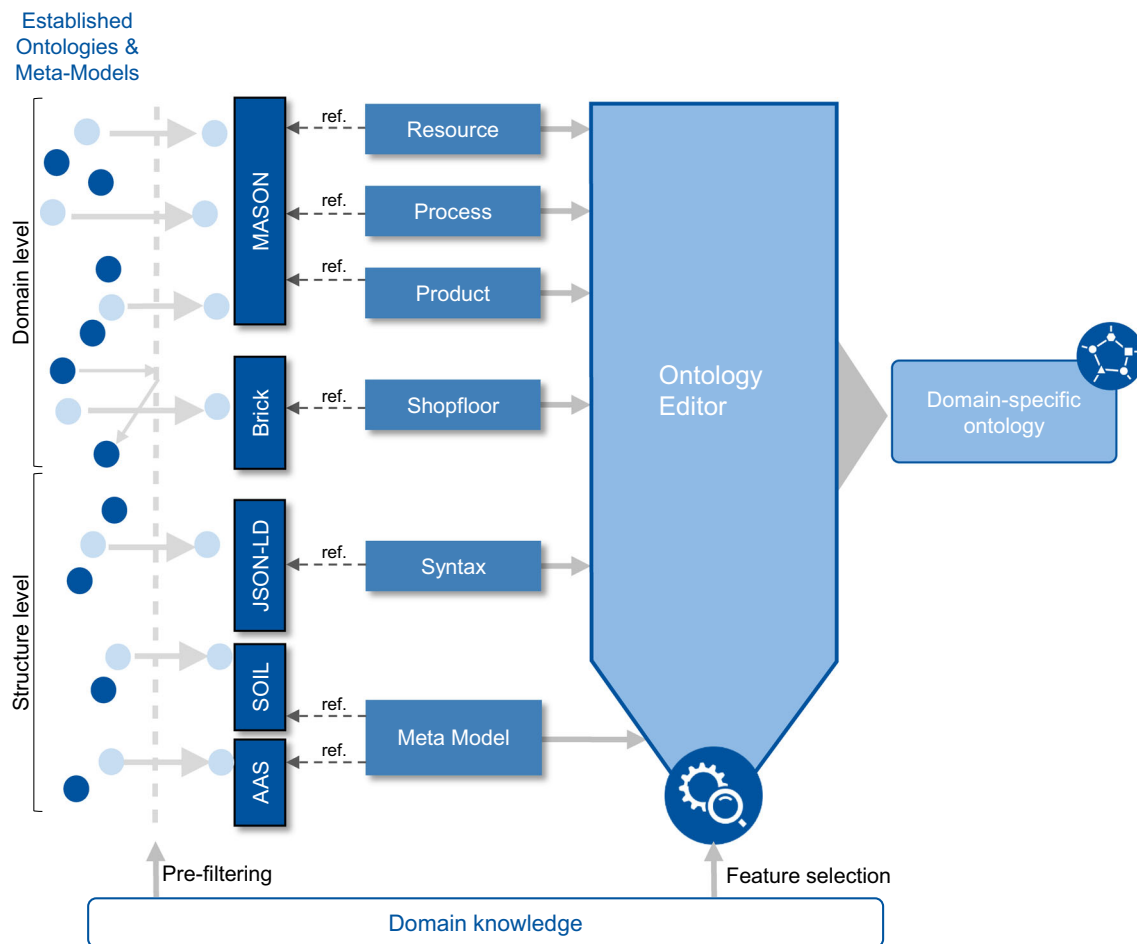 Established
Ontologies &
Meta-Models
Domain level
Structure level
MASON
Brick
JSON-LD
SOIL
AAS
ref.
Resource
ref.
Process
ref.
Product
ref.
Shopfloor
ref.
Syntax
ref.
ref.
Meta Model
Ontology
Editor
Domain-specific
ontology
Pre-filtering
Feature selection
Domain knowledge